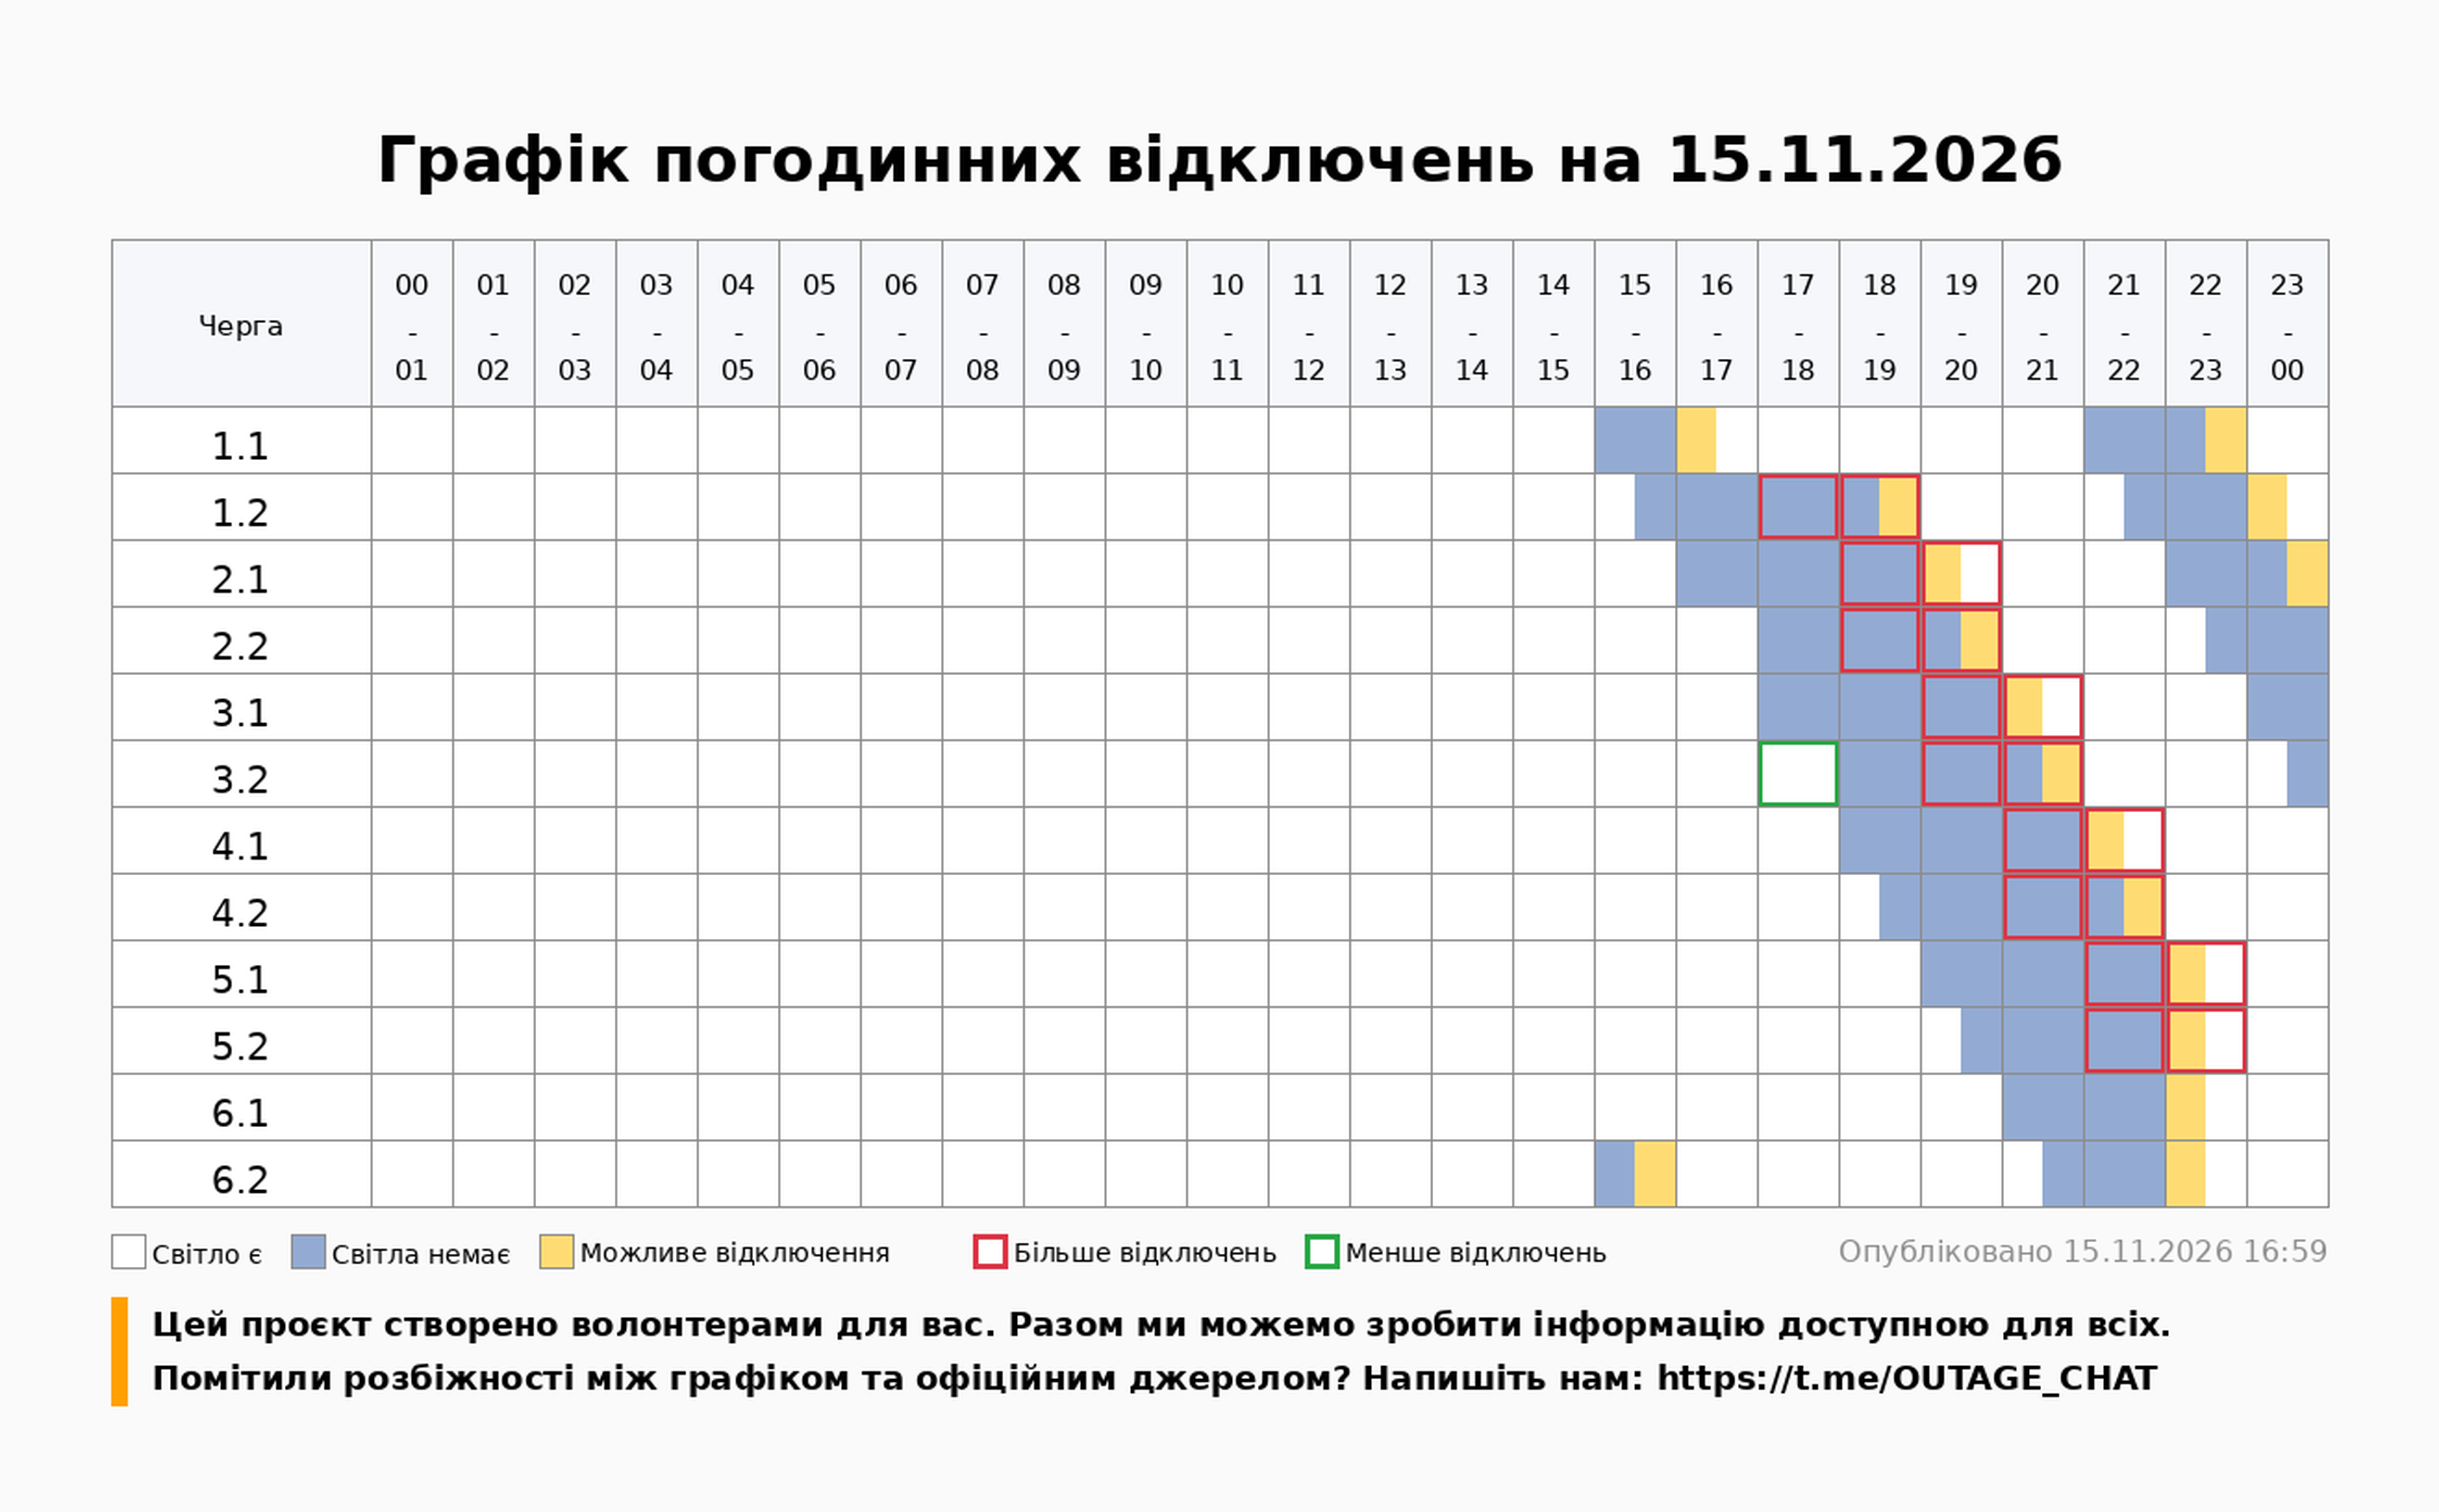 Графік погодинних відключень на 15.11.2026
Черга 00 - 01 01 - 02 02 - 03 03 - 04 04 - 05 05 - 06 06 - 07 07 - 08 08 - 09 09 - 10 10 - 11 11 - 12 12 - 13 13 - 14 14 - 15 15 - 16 16 - 17 17 - 18 18 - 19 19 - 20 20 - 21 21 - 22 22 - 23 23 - 00
1.1
1.2
2.1
2.2
3.1
3.2
4.1
4.2
5.1
5.2
6.1
6.2
Світло є Світла немає Можливе відключення Більше відключень Менше відключень Опубліковано 15.11.2026 16:59
Цей проєкт створено волонтерами для вас. Разом ми можемо зробити інформацію доступною для всіх.
Помітили розбіжності між графіком та офіційним джерелом? Напишіть нам: https://t.me/OUTAGE_CHAT